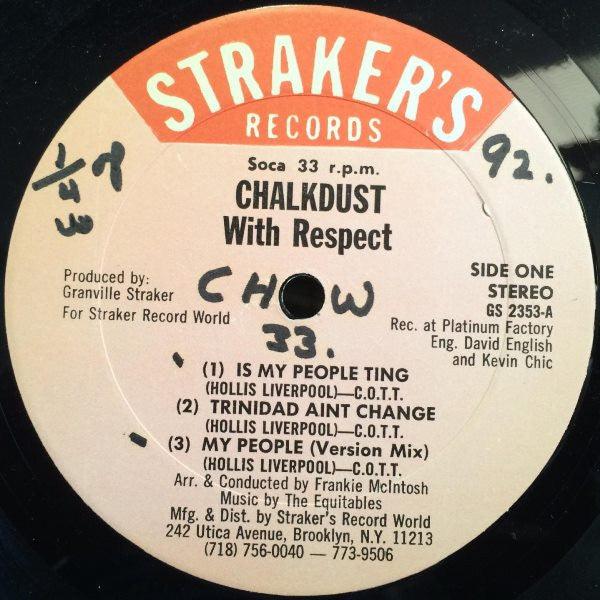 STRAKER'S
RECORDS
Soca 33 r.p.m.
CHALKDUST
With Respect
92.
Produced by:
Granville Straker
For Straker Record World
CHOW
33.
SIDE ONE
STEREO
GS 2353-A
Rec. at Platinum Factory
Eng. David English
and Kevin Chic
(1) IS MY PEOPLE TING
(HOLLIS LIVERPOOL)—C.O.T.T.
(2) TRINIDAD AINT CHANGE
(HOLLIS LIVERPOOL)—C.O.T.T.
(3) MY PEOPLE (Version Mix)
(HOLLIS LIVERPOOL)—C.O.T.T.
Arr. & Conducted by Frankie McIntosh
Music by The Equitables
Mfg. & Dist. by Straker's Record World
242 Utica Avenue, Brooklyn, N.Y. 11213
(718) 756-0040 — 773-9506